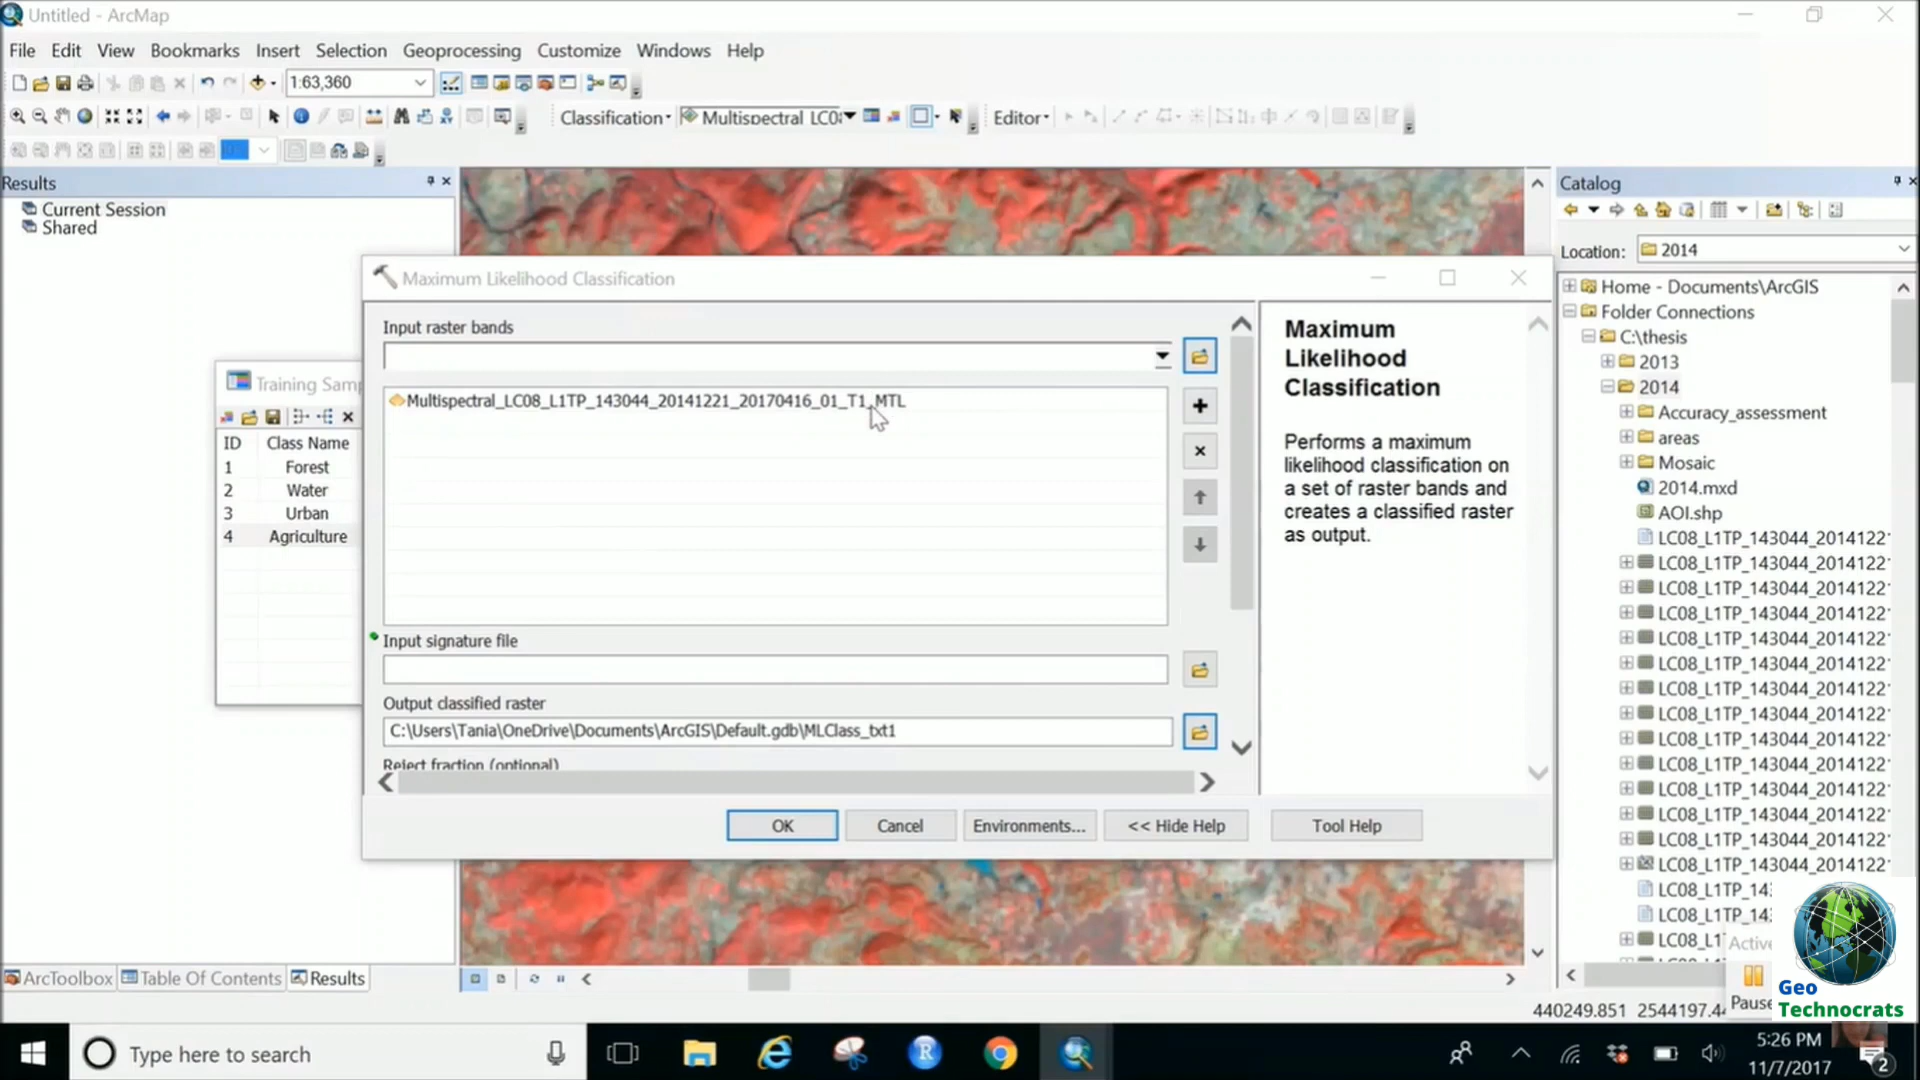 Untitled - ArcMap
File Edit View Bookmarks Insert Selection Geoprocessing Customize Windows Help
1:63,360
Classification Multispectral LC0 Editor
Results
Current Session
Shared
Catalog
Location: 2014
Home - Documents\ArcGIS
Folder Connections
C:\thesis
2013
2014
Accuracy_assessment
areas
Mosaic
2014.mxd
AOI.shp
LC08_L1TP_143044_2014122
LC08_L1TP_143044_2014122
LC08_L1TP_143044_2014122
LC08_L1TP_143044_2014122
LC08_L1TP_143044_2014122
LC08_L1TP_143044_2014122
LC08_L1TP_143044_2014122
LC08_L1TP_143044_2014122
LC08_L1TP_143044_2014122
LC08_L1TP_143044_2014122
LC08_L1TP_143044_2014122
LC08_L1TP_143044_2014122
LC08_L1TP_143044_2014122
LC08_L1TP_143044_2014122
LC08_L1TP_14
LC08_L1TP_14
LC08_L1
Training Samp
ID Class Name
1 Forest
2 Water
3 Urban
4 Agriculture
Maximum Likelihood Classification
Input raster bands
Multispectral_LC08_L1TP_143044_20141221_20170416_01_T1_MTL
Input signature file
Output classified raster
C:\Users\Tania\OneDrive\Documents\ArcGIS\Default.gdb\MLClass_txt1
Reject fraction (optional)
OK Cancel Environments... << Hide Help Tool Help
Maximum
Likelihood
Classification
Performs a maximum
likelihood classification on
a set of raster bands and
creates a classified raster
as output.
ArcToolbox Table Of Contents Results
Active
Pause
Geo
Technocrats
440249.851 2544197.4
Type here to search
5:26 PM
11/7/2017
2